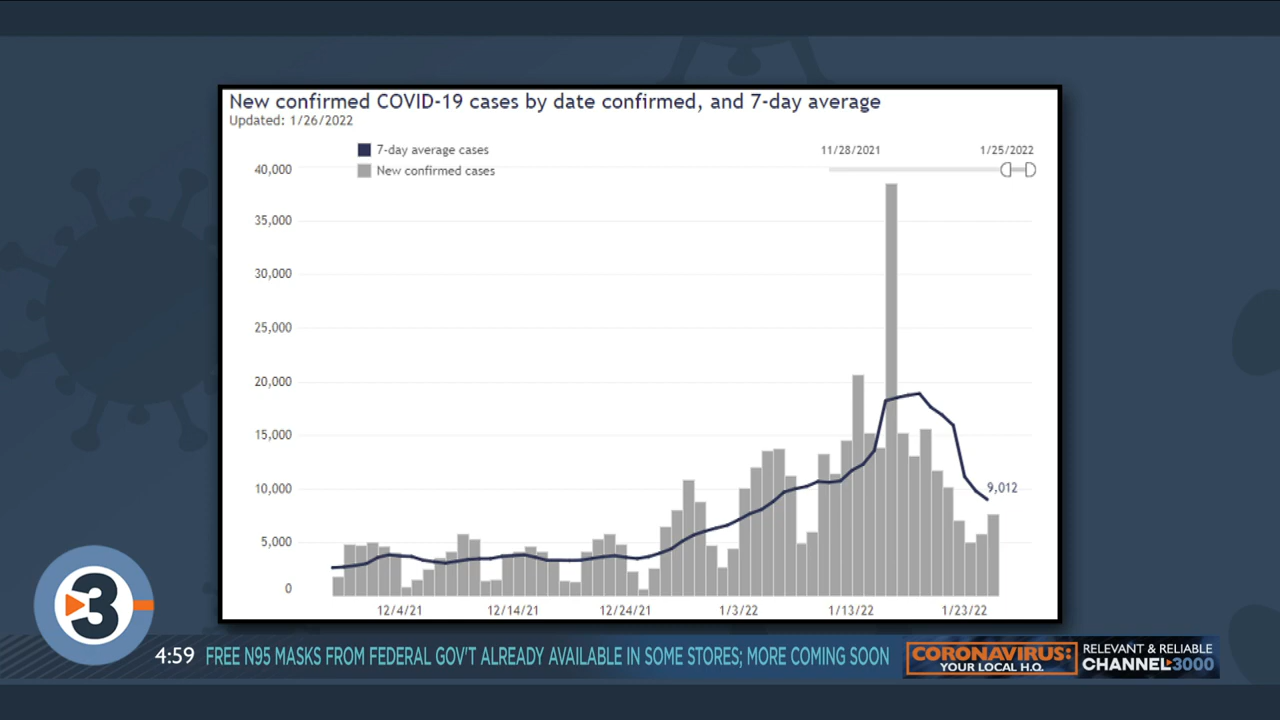 New confirmed COVID-19 cases by date confirmed, and 7-day average
Updated: 1/26/2022
7-day average cases
New confirmed cases
11/28/2021 1/25/2022
40,000
35,000
30,000
25,000
20,000
15,000
10,000
5,000
0
9,012
12/4/21 12/14/21 12/24/21 1/3/22 1/13/22 1/23/22
3
4:59 FREE N95 MASKS FROM FEDERAL GOV'T ALREADY AVAILABLE IN SOME STORES; MORE COMING SOON
CORONAVIRUS:
YOUR LOCAL H.Q.
RELEVANT & RELIABLE
CHANNEL3000